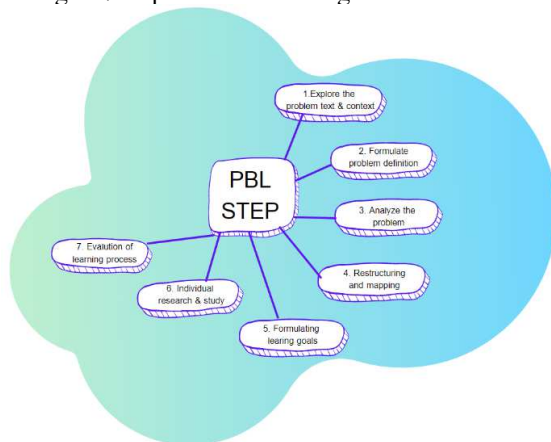 PBL
STEP
1.Explore the
problem text & context
2. Formulate
problem definition
3. Analyze the
problem
4. Restructuring
and mapping
5. Formulating
learing goals
6. Individual
research & study
7. Evalution of
learning process